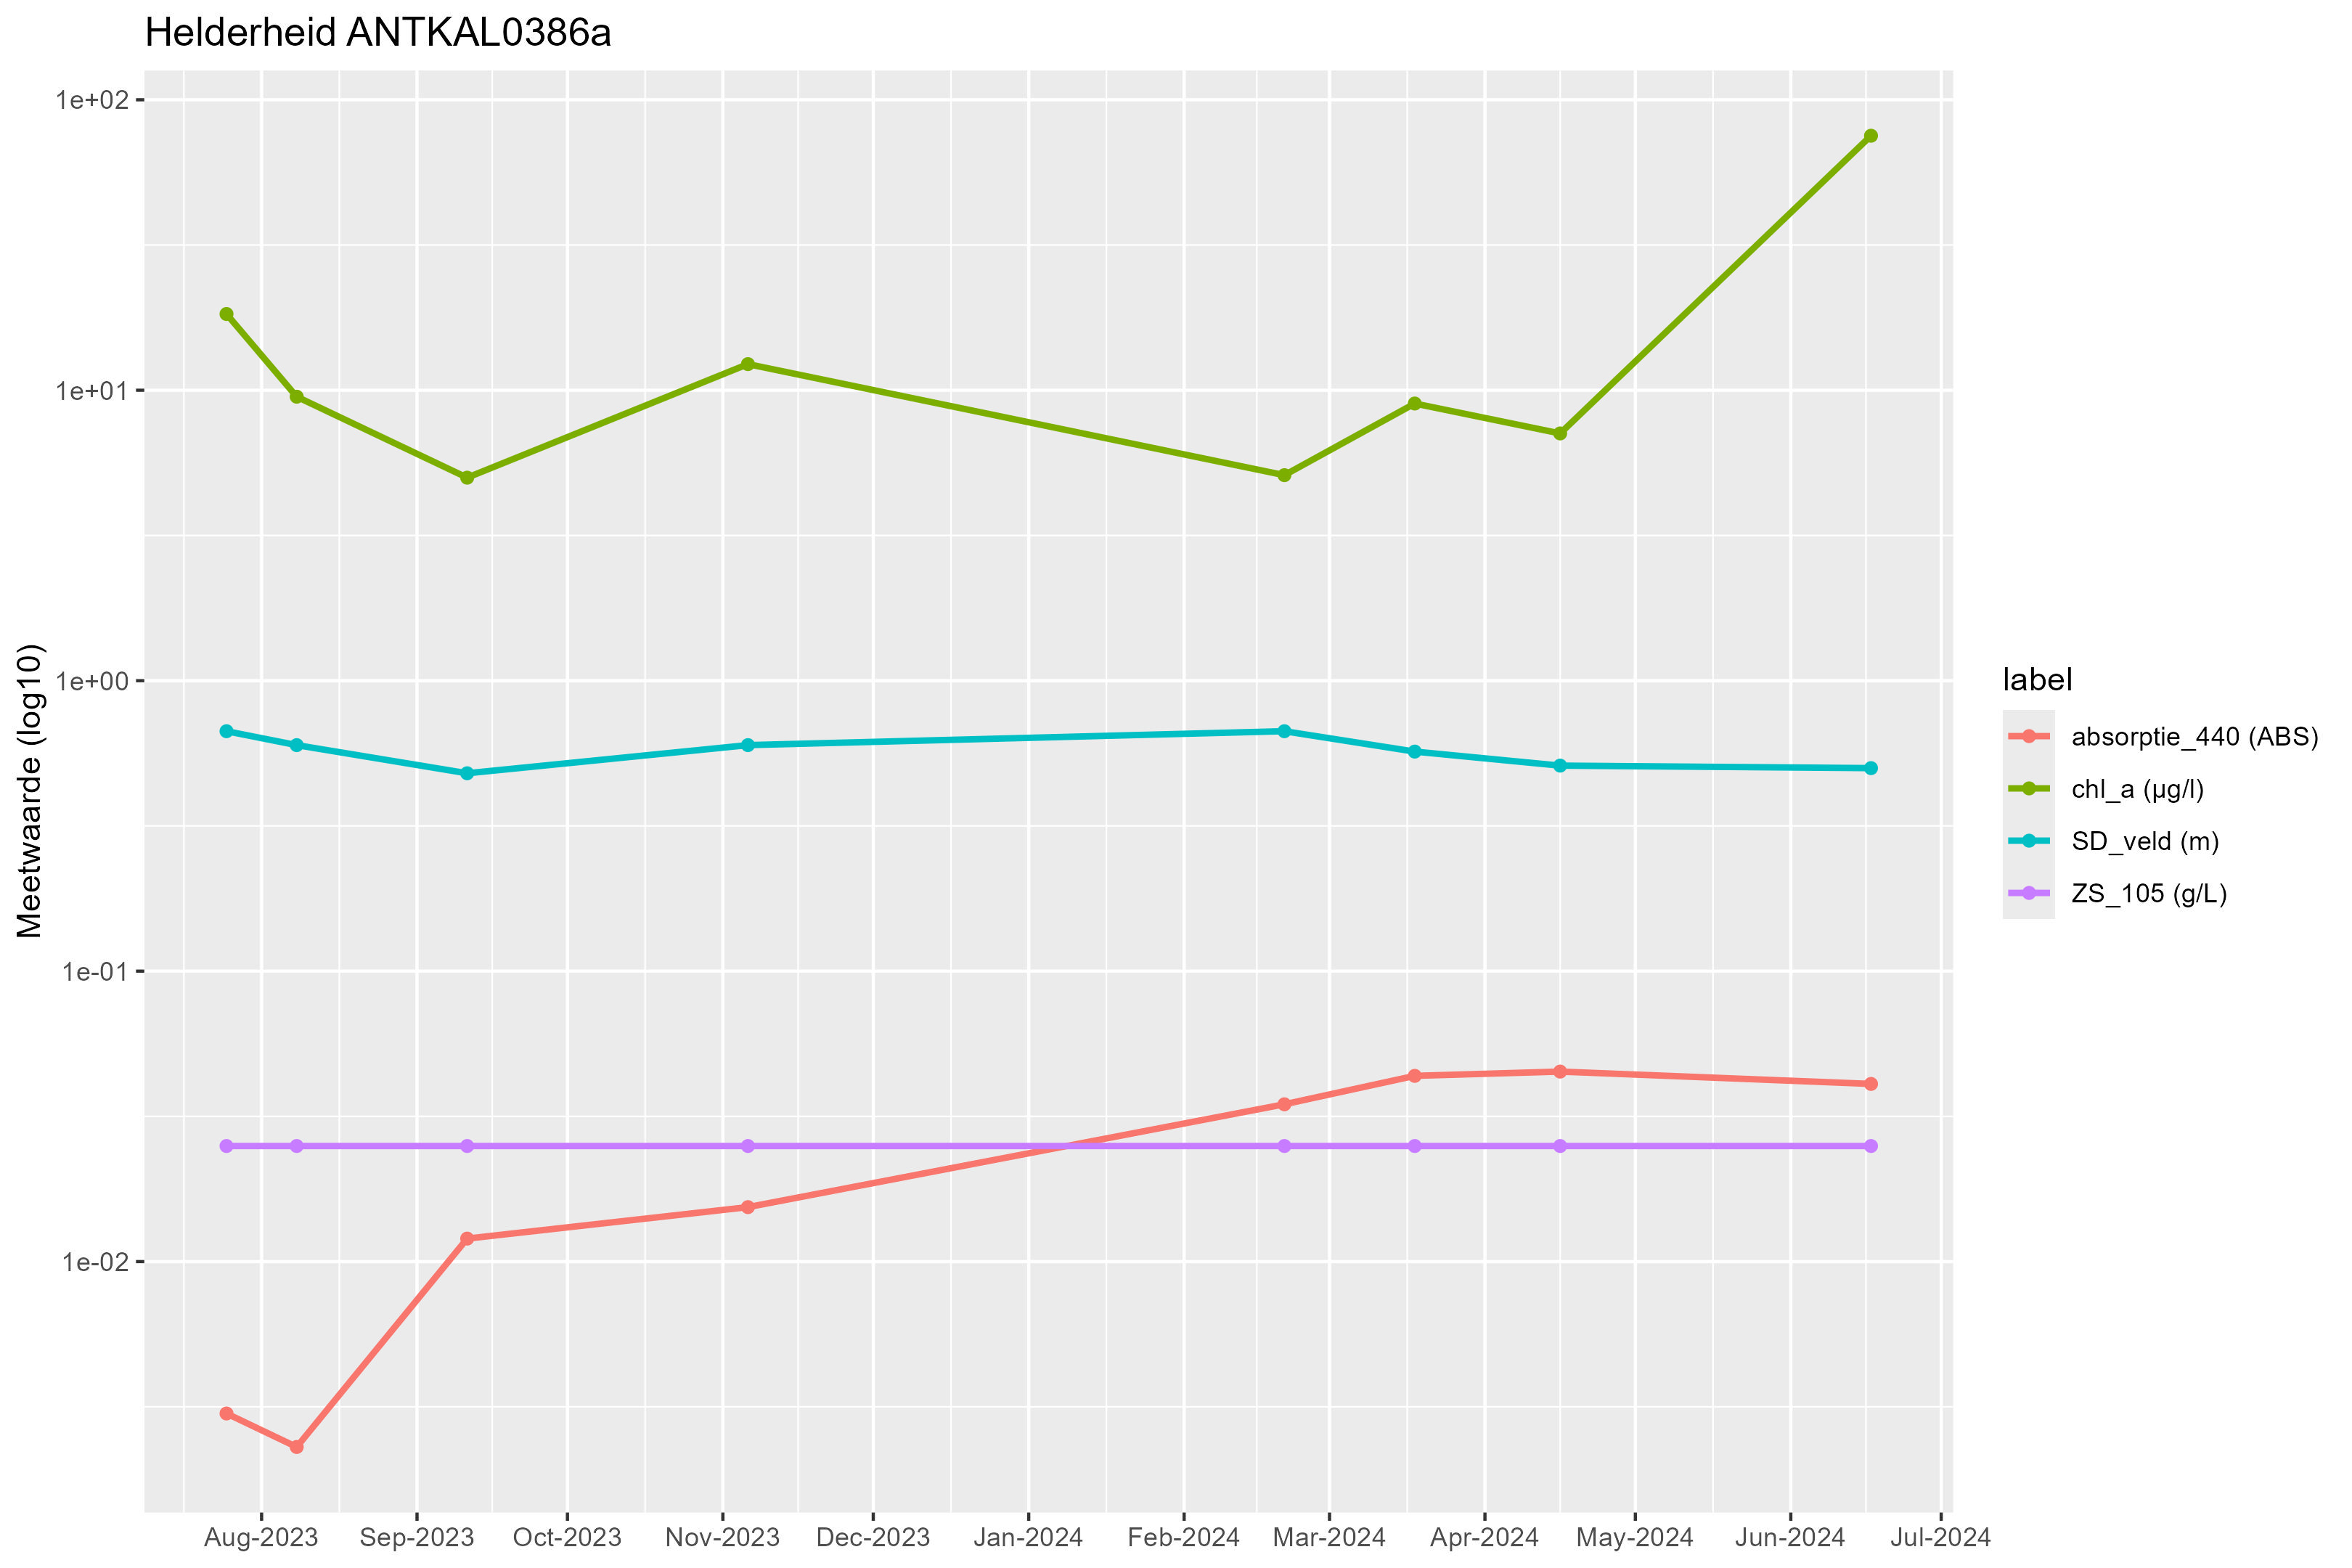 Helderheid ANTKAL0386a
1e+02
1e+01
1e+00
1e-01
1e-02
Meetwaarde (log10)
Aug-2023 Sep-2023 Oct-2023 Nov-2023 Dec-2023 Jan-2024 Feb-2024 Mar-2024 Apr-2024 May-2024 Jun-2024 Jul-2024
label
absorptie_440 (ABS)
chl_a (µg/l)
SD_veld (m)
ZS_105 (g/L)